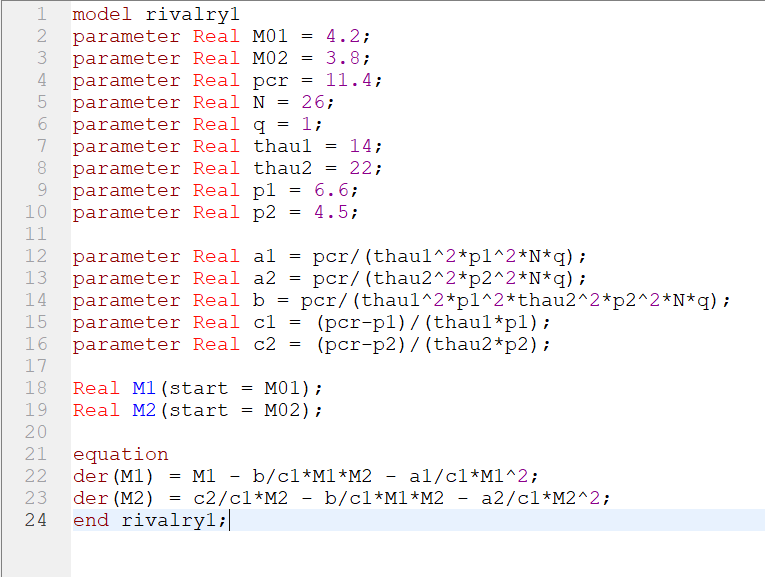 1 model rivalry1
2 parameter Real M01 = 4.2;
3 parameter Real M02 = 3.8;
4 parameter Real pcr = 11.4;
5 parameter Real N = 26;
6 parameter Real q = 1;
7 parameter Real thau1 = 14;
8 parameter Real thau2 = 22;
9 parameter Real p1 = 6.6;
10 parameter Real p2 = 4.5;
11
12 parameter Real a1 = pcr/(thau1^2*p1^2*N*q);
13 parameter Real a2 = pcr/(thau2^2*p2^2*N*q);
14 parameter Real b = pcr/(thau1^2*p1^2*thau2^2*p2^2*N*q);
15 parameter Real c1 = (pcr-p1)/(thau1*p1);
16 parameter Real c2 = (pcr-p2)/(thau2*p2);
17
18 Real M1(start = M01);
19 Real M2(start = M02);
20
21 equation
22 der(M1) = M1 - b/c1*M1*M2 - a1/c1*M1^2;
23 der(M2) = c2/c1*M2 - b/c1*M1*M2 - a2/c1*M2^2;
24 end rivalry1;